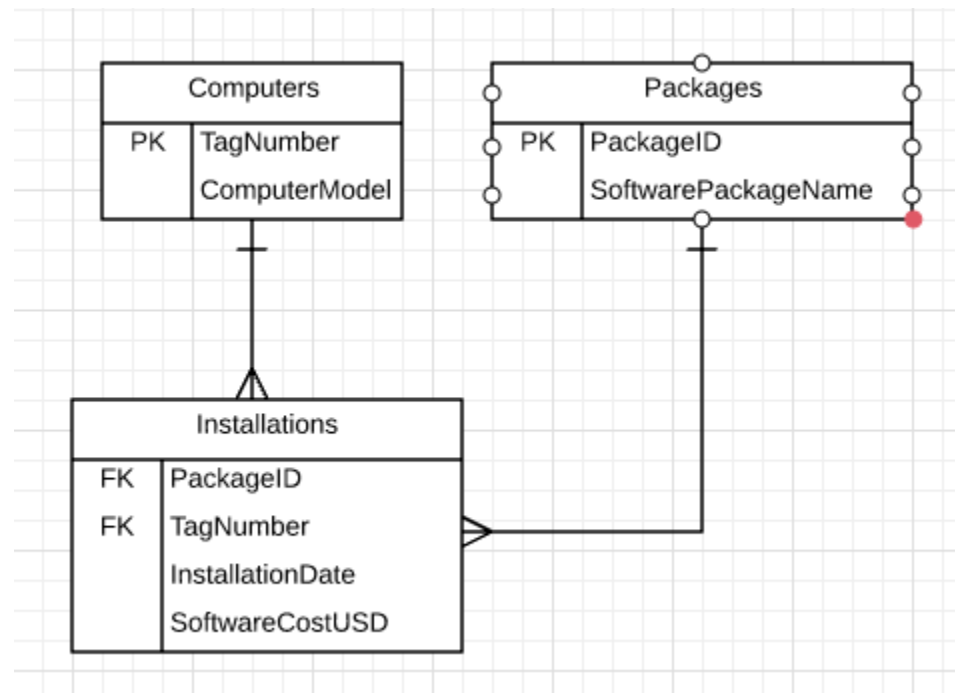 Computers
PK TagNumber
ComputerModel
Packages
PK PackageID
SoftwarePackageName
Installations
FK PackageID
FK TagNumber
InstallationDate
SoftwareCostUSD